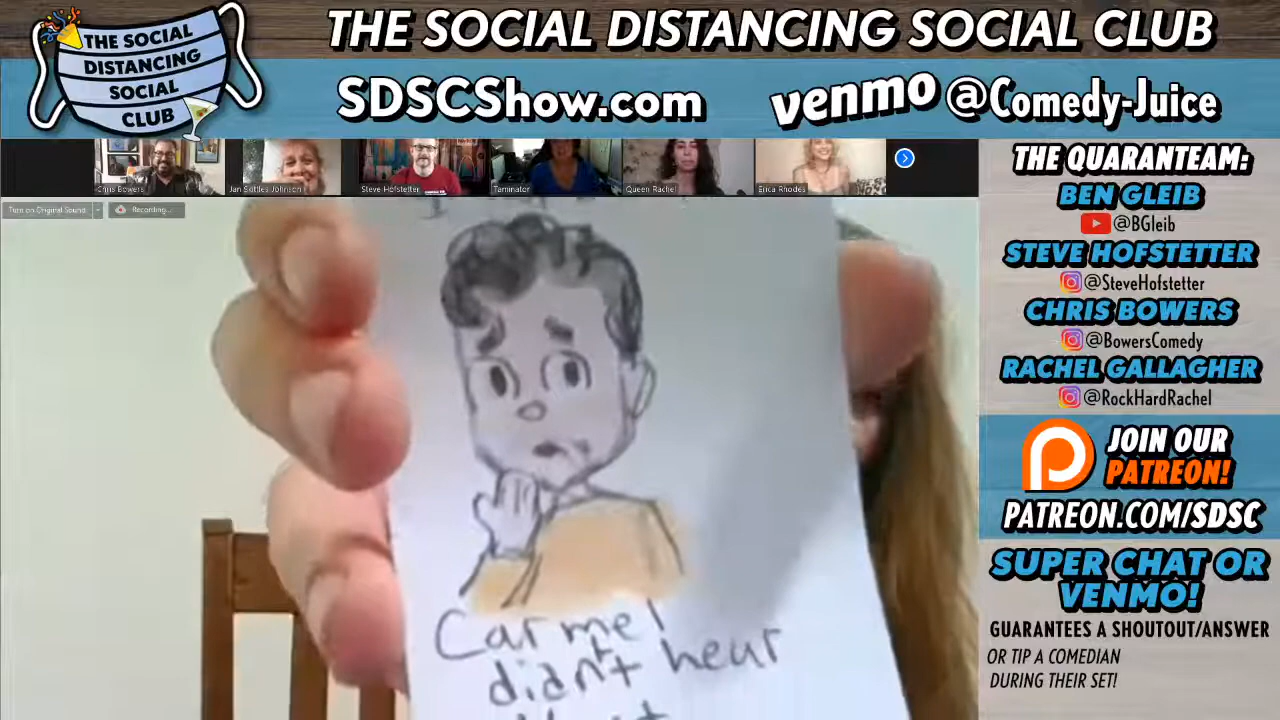 THE SOCIAL
DISTANCING
SOCIAL
CLUB
THE SOCIAL DISTANCING SOCIAL CLUB
SDSCShow.com
venmo @Comedy-Juice
Chris Bowers
Jan Sottles Johnson
Steve Hofstetter
Taminator
Queen Rachel
Erica Rhodes
Turn on Original Sound
Recording...
Carmel
didn't hear
THE QUARANTEAM:
BEN GLEIB
@BGleib
STEVE HOFSTETTER
@SteveHofstetter
CHRIS BOWERS
@BowersComedy
RACHEL GALLAGHER
@RockHardRachel
JOIN OUR
PATREON!
PATREON.COM/SDSC
SUPER CHAT OR
VENMO!
GUARANTEES A SHOUTOUT/ANSWER
OR TIP A COMEDIAN
DURING THEIR SET!